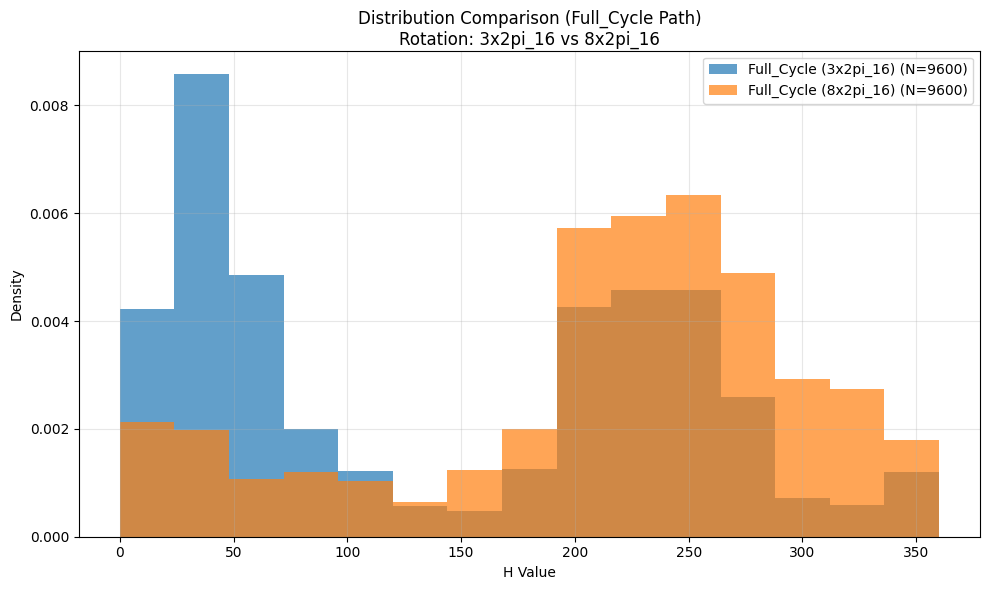 Distribution Comparison (Full_Cycle Path)
Rotation: 3x2pi_16 vs 8x2pi_16
Full_Cycle (3x2pi_16) (N=9600)
Full_Cycle (8x2pi_16) (N=9600)
Density
0.008
0.006
0.004
0.002
0.000
0 50 100 150 200 250 300 350
H Value